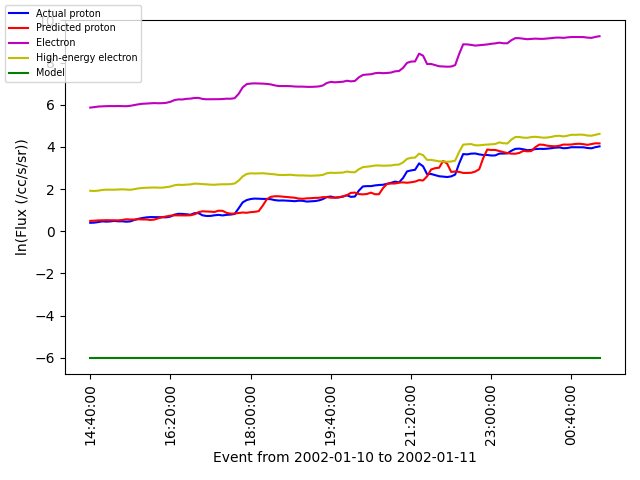 Actual proton
Predicted proton
Electron
High-energy electron
Model
6
4
2
0
−2
−4
−6
ln(Flux (/cc/s/sr))
14:40:00
16:20:00
18:00:00
19:40:00
21:20:00
23:00:00
00:40:00
Event from 2002-01-10 to 2002-01-11